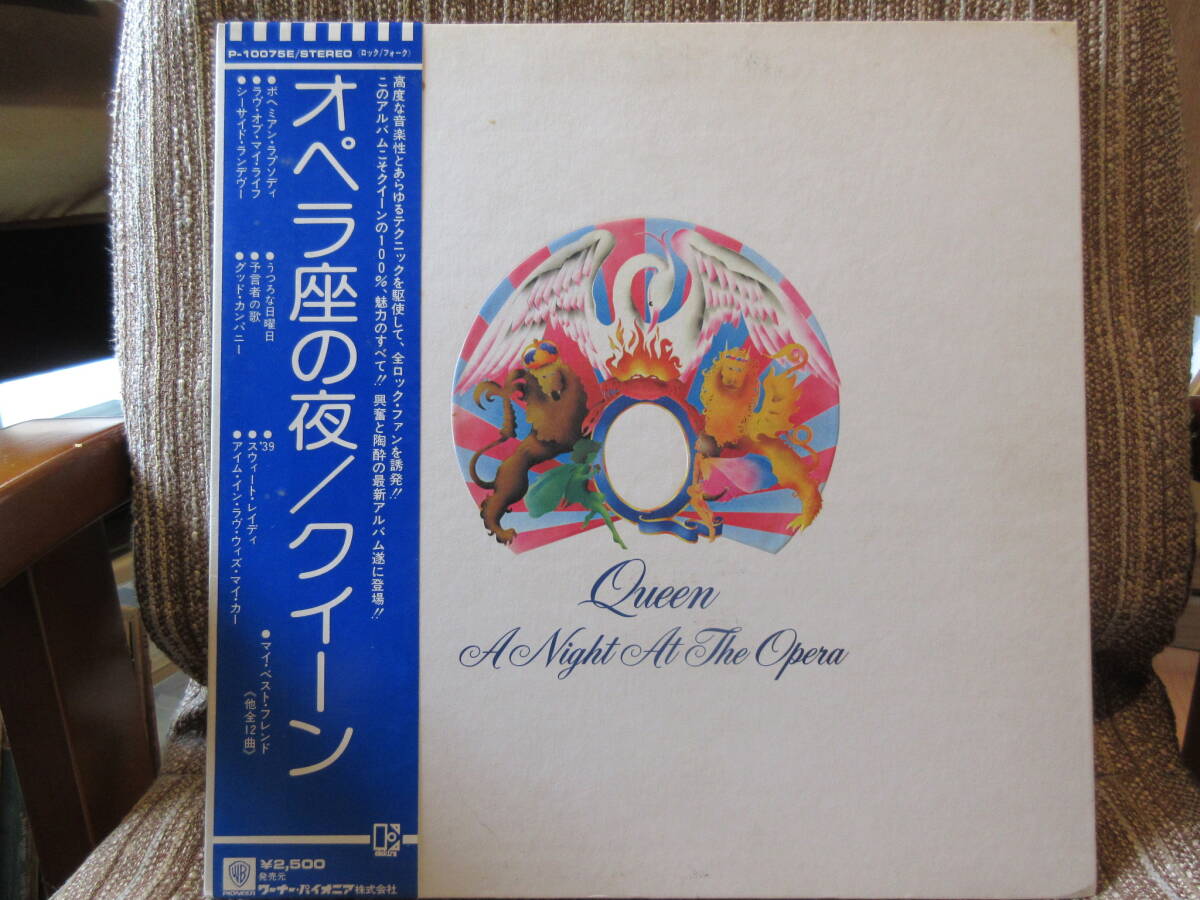 P-10075E/STEREO (ロック/フォーク)
高度な音楽性とあらゆるテクニックを駆使して、全ロック・ファンを誘発!!
このアルバムこそクイーンの100%、魅力のすべて!! 興奮と陶酔の最新アルバム遂に登場!!
オペラ座の夜/クイーン
●ボヘミアン・ラプソディ
●ラヴ・オブ・マイ・ライフ
●シーサイド・ランデヴー
●うつろな日曜日
●予言者の歌
●グッド・カンパニー
●'39
●スウィート・レイディ
●アイム・イン・ラヴ・ウィズ・マイ・カー
●マイ・ベスト・フレンド
《他全12曲》
¥2,500
発売元
ワーナー・パイオニア株式会社
WB
PIONEER
Queen
A Night At The Opera